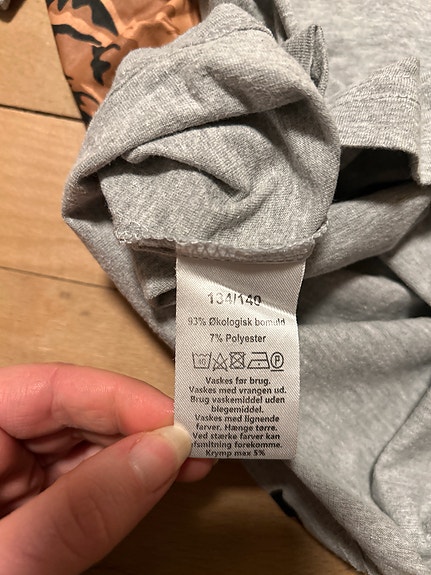 134/140
93% Økologisk bomuld
7% Polyester
40 P
Vaskes før brug.
Vaskes med vrangen ud.
Brug vaskemiddel uden
blegemiddel.
Vaskes med lignende
farver. Hænge tørre.
Ved stærke farver kan
afsmitning forekomme.
Krymp max 5%